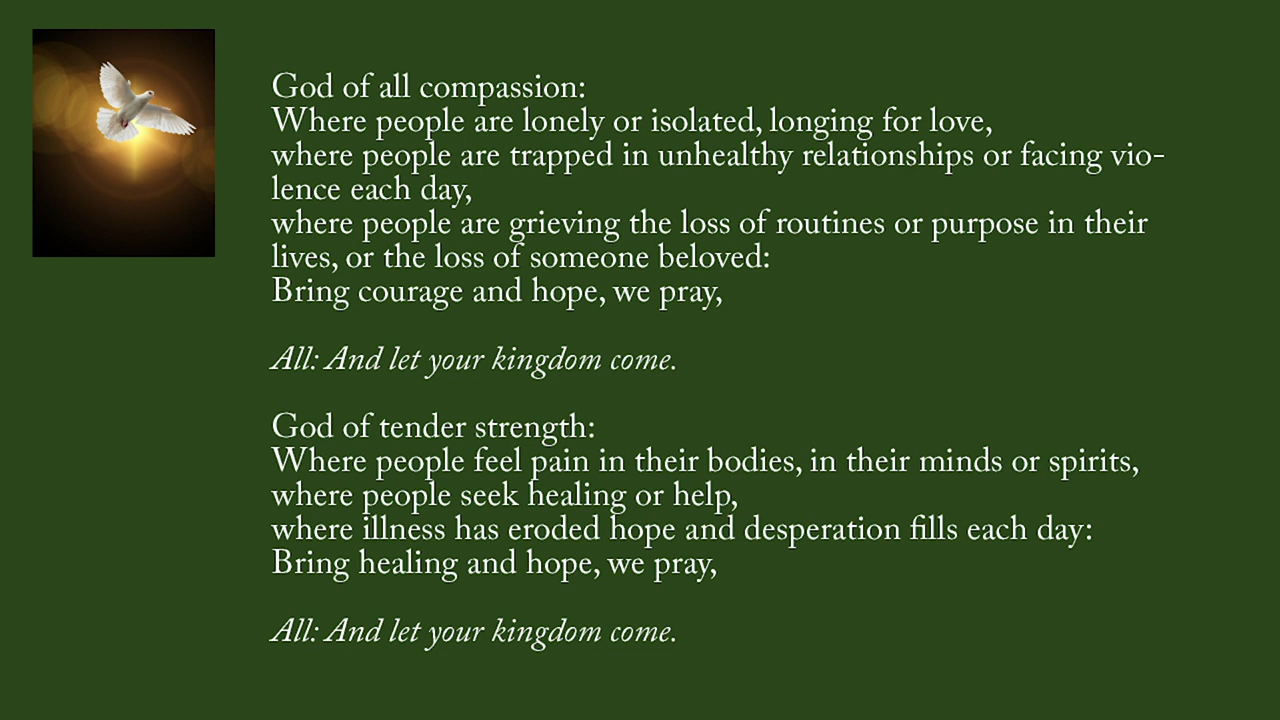 God of all compassion:
Where people are lonely or isolated, longing for love,
where people are trapped in unhealthy relationships or facing vio-
lence each day,
where people are grieving the loss of routines or purpose in their
lives, or the loss of someone beloved:
Bring courage and hope, we pray,
All: And let your kingdom come.
God of tender strength:
Where people feel pain in their bodies, in their minds or spirits,
where people seek healing or help,
where illness has eroded hope and desperation fills each day:
Bring healing and hope, we pray,
All: And let your kingdom come.